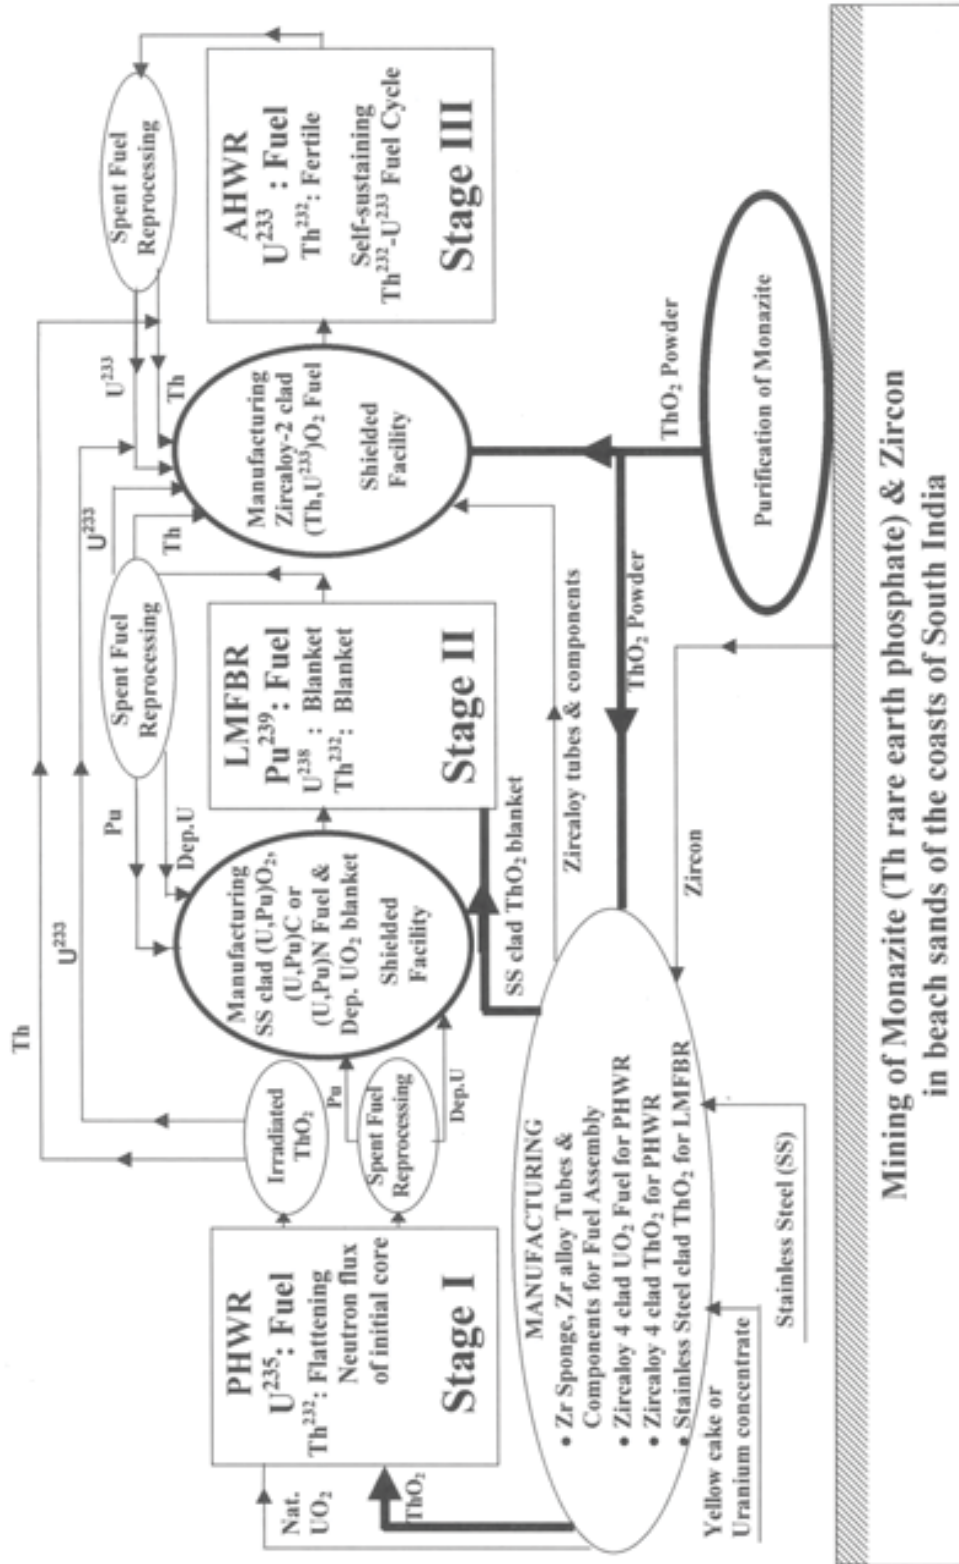 Th
U²³³
Spent Fuel
Reprocessing
Spent Fuel
Reprocessing
U²³³
Th
U²³³
Th
Pu
Dep.U
PHWR
U²³⁵: Fuel
Th²³²: Flattening
Neutron flux
of initial core
Stage I
Irradiated
ThO₂
Spent Fuel
Reprocessing
Pu
Dep.U
Manufacturing
SS clad (U,Pu)O₂,
(U,Pu)C or
(U,Pu)N Fuel &
Dep. UO₂ blanket
Shielded
Facility
LMFBR
Pu²³⁹: Fuel
U²³⁸ : Blanket
Th²³²: Blanket
Stage II
Manufacturing
Zircaloy-2 clad
(Th,U²³³)O₂ Fuel
Shielded
Facility
AHWR
U²³³ : Fuel
Th²³²: Fertile
Self-sustaining
Th²³²-U²³³ Fuel Cycle
Stage III
Nat.
UO₂
ThO₂
SS clad ThO₂ blanket
Zircaloy tubes & components
ThO₂ Powder
ThO₂ Powder
MANUFACTURING
• Zr Sponge, Zr alloy Tubes &
Components for Fuel Assembly
• Zircaloy 4 clad UO₂ Fuel for PHWR
• Zircaloy 4 clad ThO₂ for PHWR
• Stainless Steel clad ThO₂ for LMFBR
Zircon
Purification of Monazite
Yellow cake or
Uranium concentrate
Stainless Steel (SS)
Mining of Monazite (Th rare earth phosphate) & Zircon
in beach sands of the coasts of South India